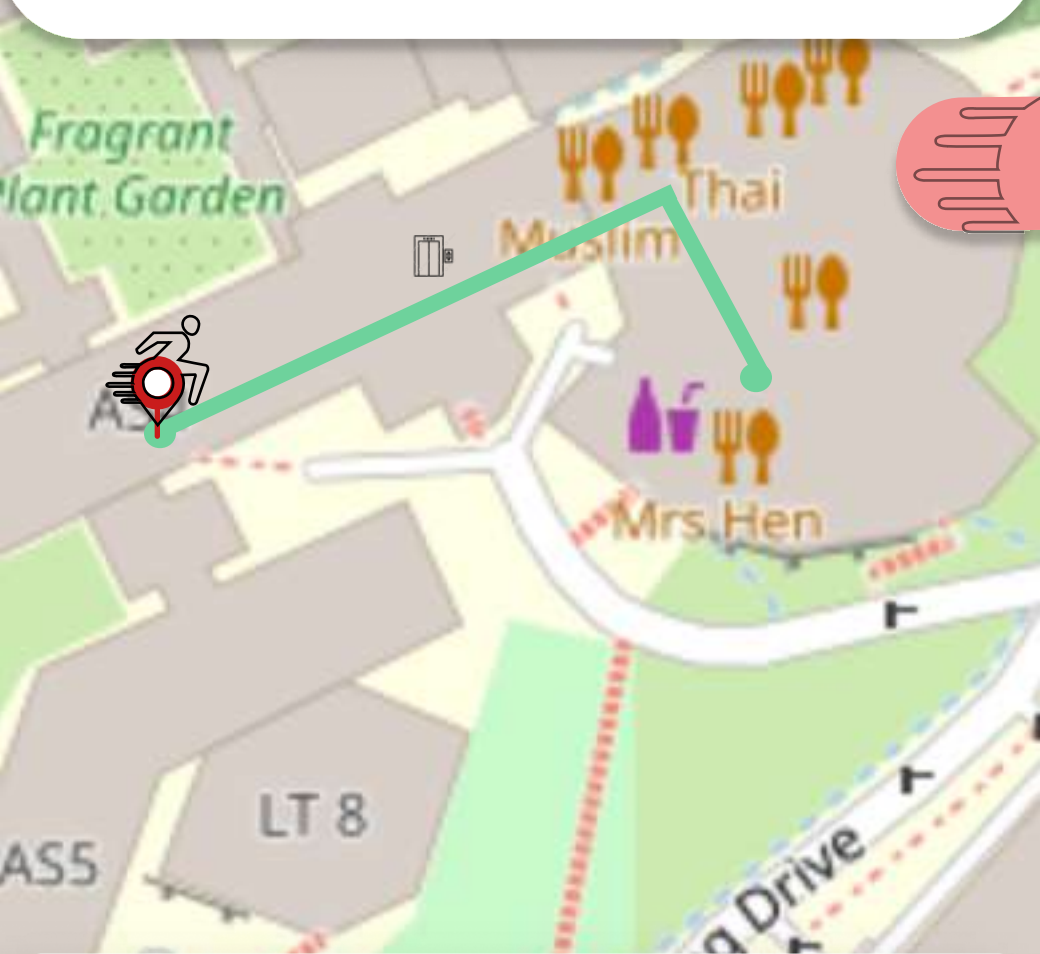 Fragrant
Plant Garden
Thai
Muslim
Mrs Hen
LT 8
AS5
Drive